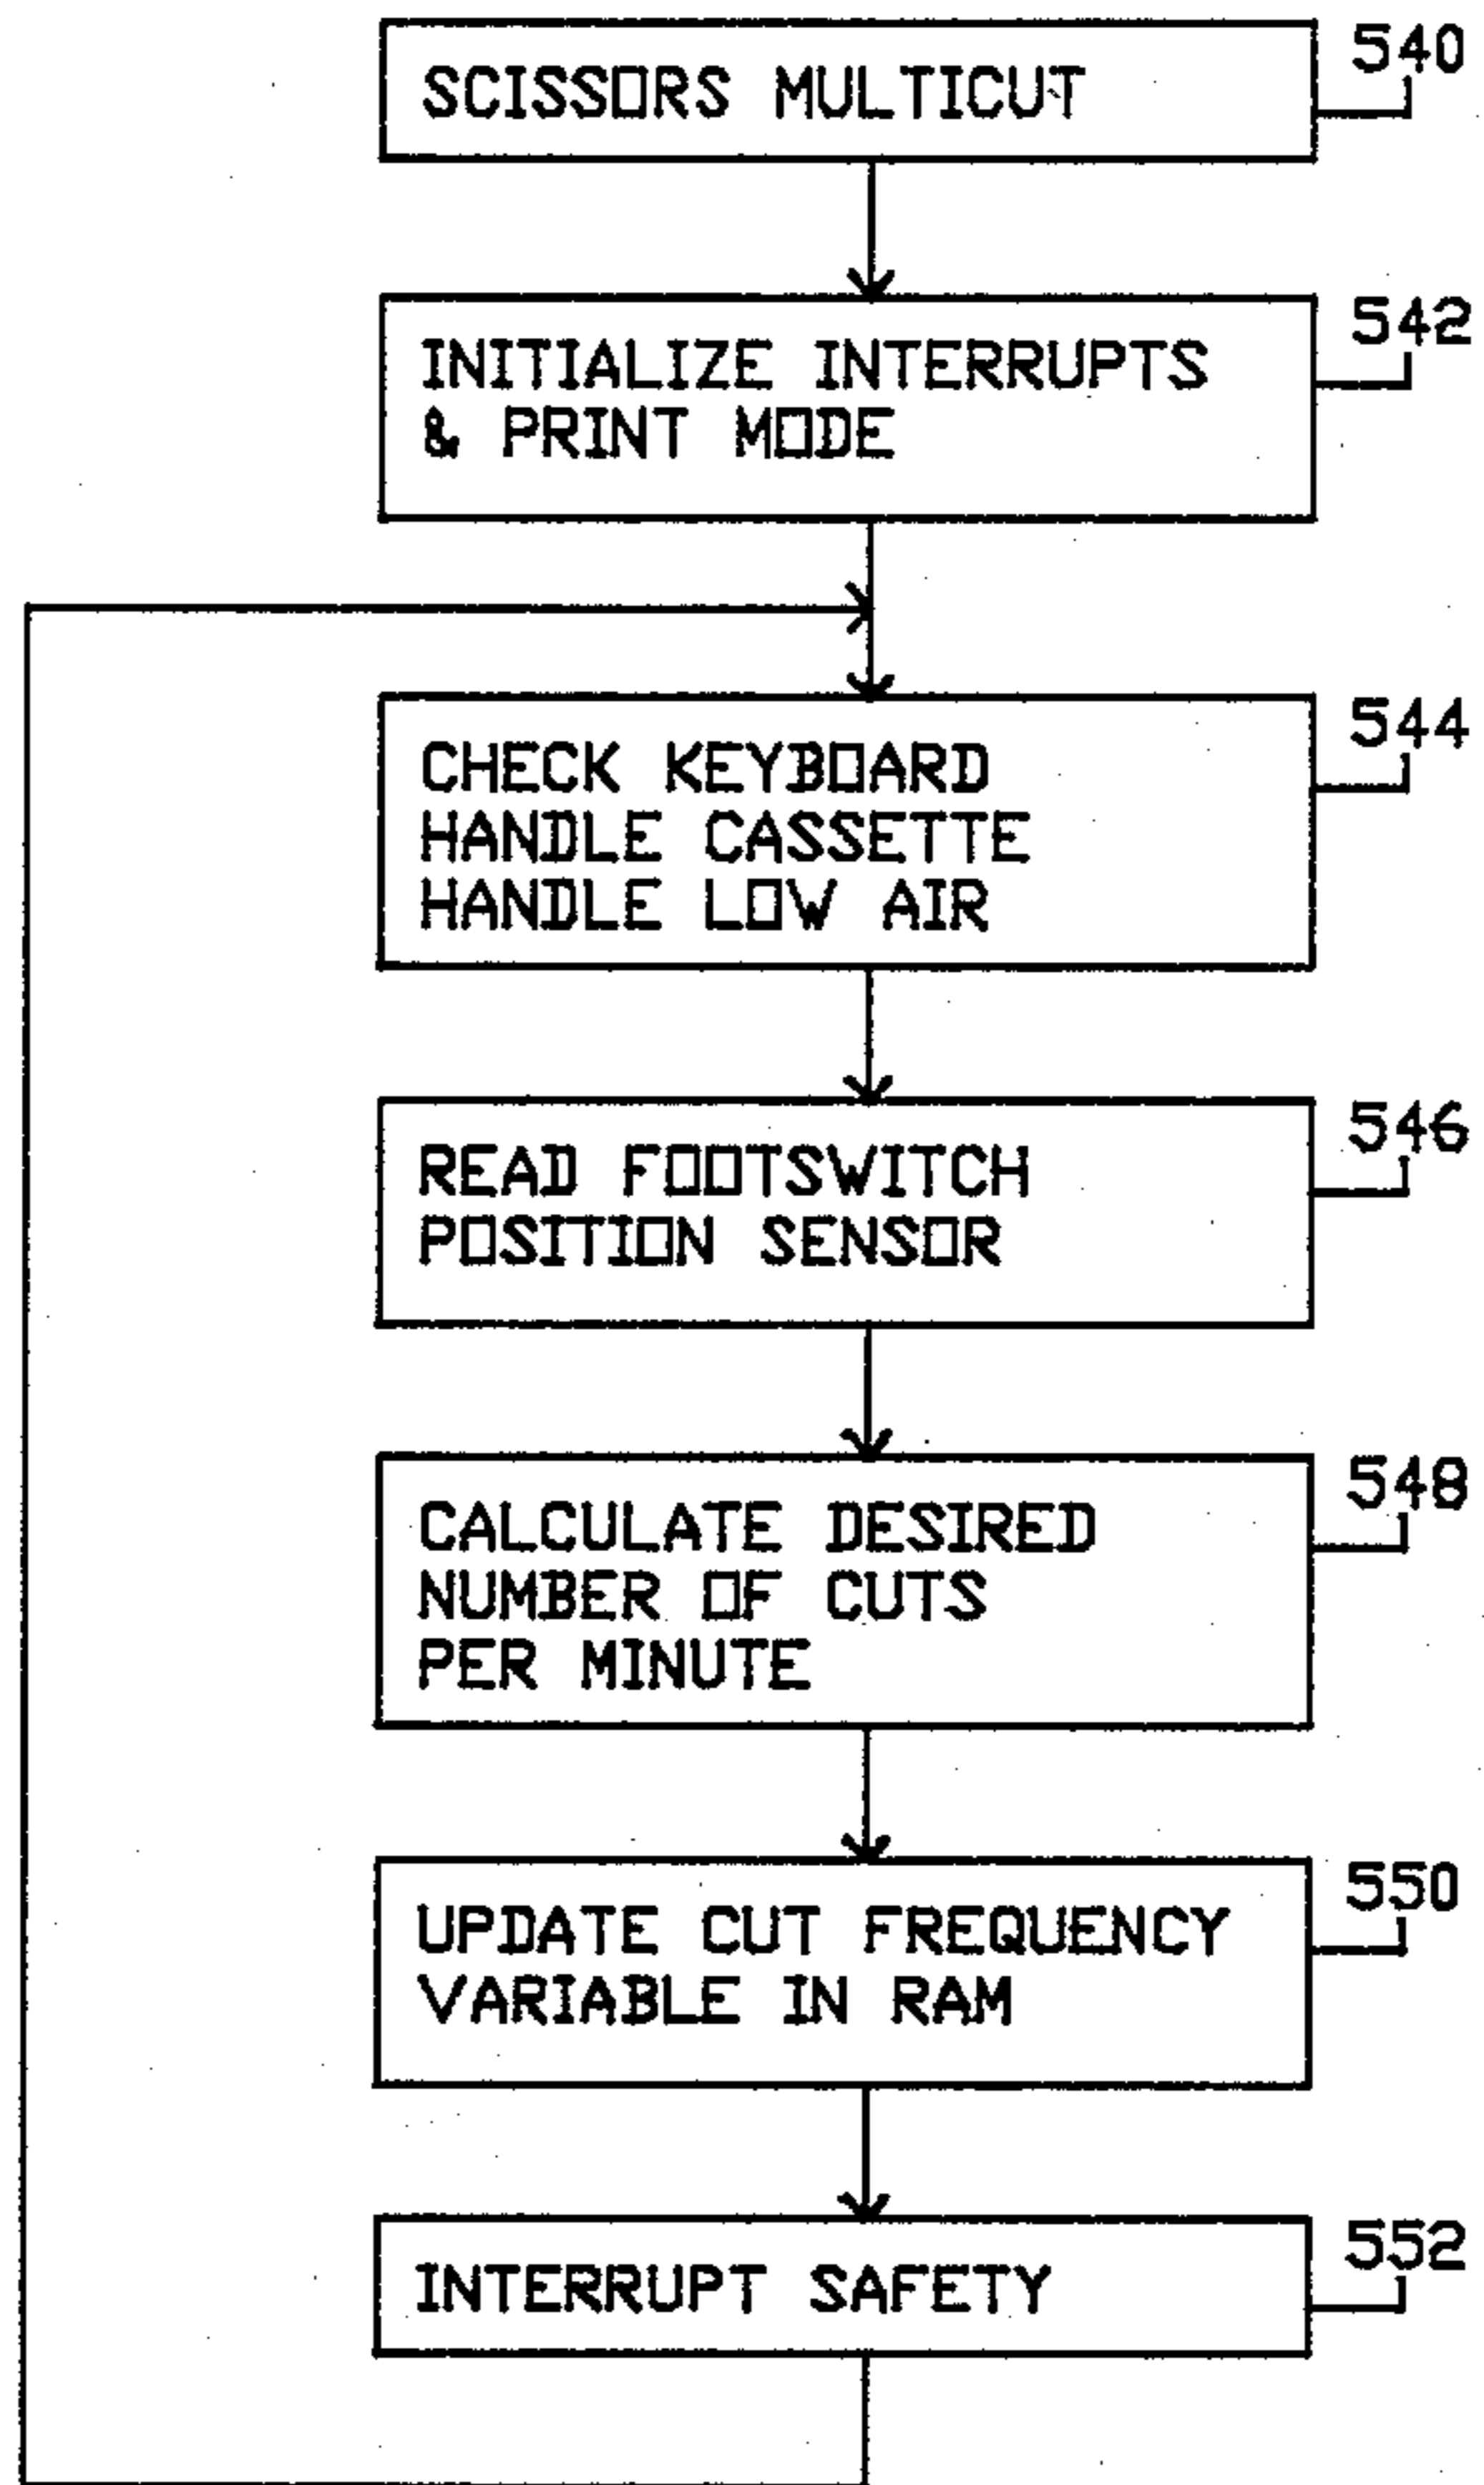 SCISSORS MULTICUT
540
INITIALIZE INTERRUPTS
& PRINT MODE
542
CHECK KEYBOARD
HANDLE CASSETTE
HANDLE LOW AIR
544
READ FOOTSWITCH
POSITION SENSOR
546
CALCULATE DESIRED
NUMBER OF CUTS
PER MINUTE
548
UPDATE CUT FREQUENCY
VARIABLE IN RAM
550
INTERRUPT SAFETY
552